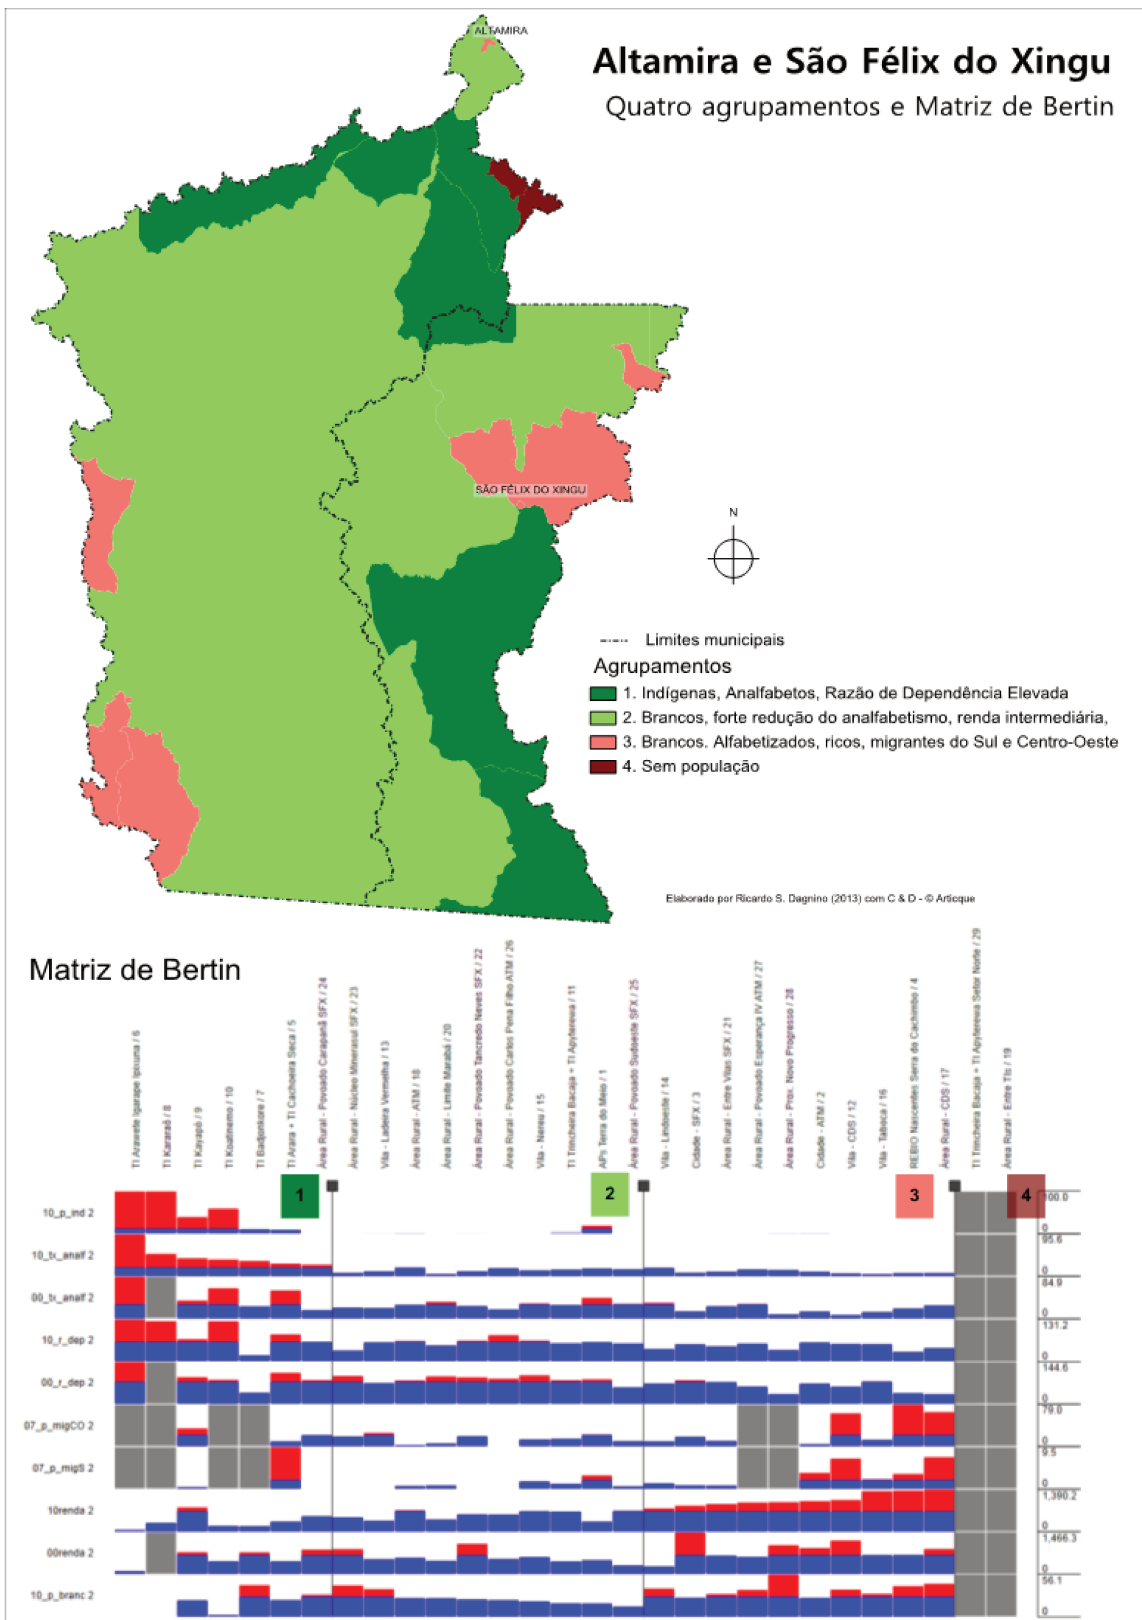 ALTAMIRA
Altamira e São Félix do Xingu
Quatro agrupamentos e Matriz de Bertin
SÃO FÉLIX DO XINGU
N
Limites municipais
Agrupamentos
1. Indígenas, Analfabetos, Razão de Dependência Elevada
2. Brancos, forte redução do analfabetismo, renda intermediária,
3. Brancos. Alfabetizados, ricos, migrantes do Sul e Centro-Oeste
4. Sem população
Elaborado por Ricardo S. Dagnino (2013) com C & D - © Articque
Matriz de Bertin
TI Arawete Igarape Ipixuna / 6
TI Kararaô / 8
TI Kayapó / 9
TI Koatinemo / 10
TI Badjonkore / 7
TI Arara + TI Cachoeira Seca / 5
Área Rural - Povoado Carapanã SFX / 24
Área Rural - Núcleo Minerasul SFX / 23
Vila - Ladeira Vermelha / 13
Área Rural - ATM / 18
Área Rural - Limite Marabá / 20
Área Rural - Povoado Tancredo Neves SFX / 22
Área Rural - Povoado Carlos Pena Filho ATM / 26
Vila - Nereu / 15
TI Trincheira Bacaja + TI Apyterewa / 11
APs Terra do Meio / 1
Área Rural - Povoado Sudoeste SFX / 25
Vila - Lindoeste / 14
Cidade - SFX / 3
Área Rural - Entre Vilas SFX / 21
Área Rural - Povoado Esperança IV ATM / 27
Área Rural - Prox. Novo Progresso / 28
Cidade - ATM / 2
Vila - CDS / 12
Vila - Taboca / 16
REBIO Nascentes Serra do Cachimbo / 4
Área Rural - CDS / 17
TI Trincheira Bacaja + TI Apyterewa Setor Norte / 29
Área Rural - Entre TIs / 19
1
2
3
4
10_p_ind 2
100.0
0
10_tx_analf 2
95.6
0
00_tx_analf 2
84.9
0
10_r_dep 2
131.2
0
00_r_dep 2
144.6
0
07_p_migCO 2
79.0
0
07_p_migS 2
9.5
0
10renda 2
1,390.2
0
00renda 2
1,466.3
0
10_p_branc 2
56.1
0